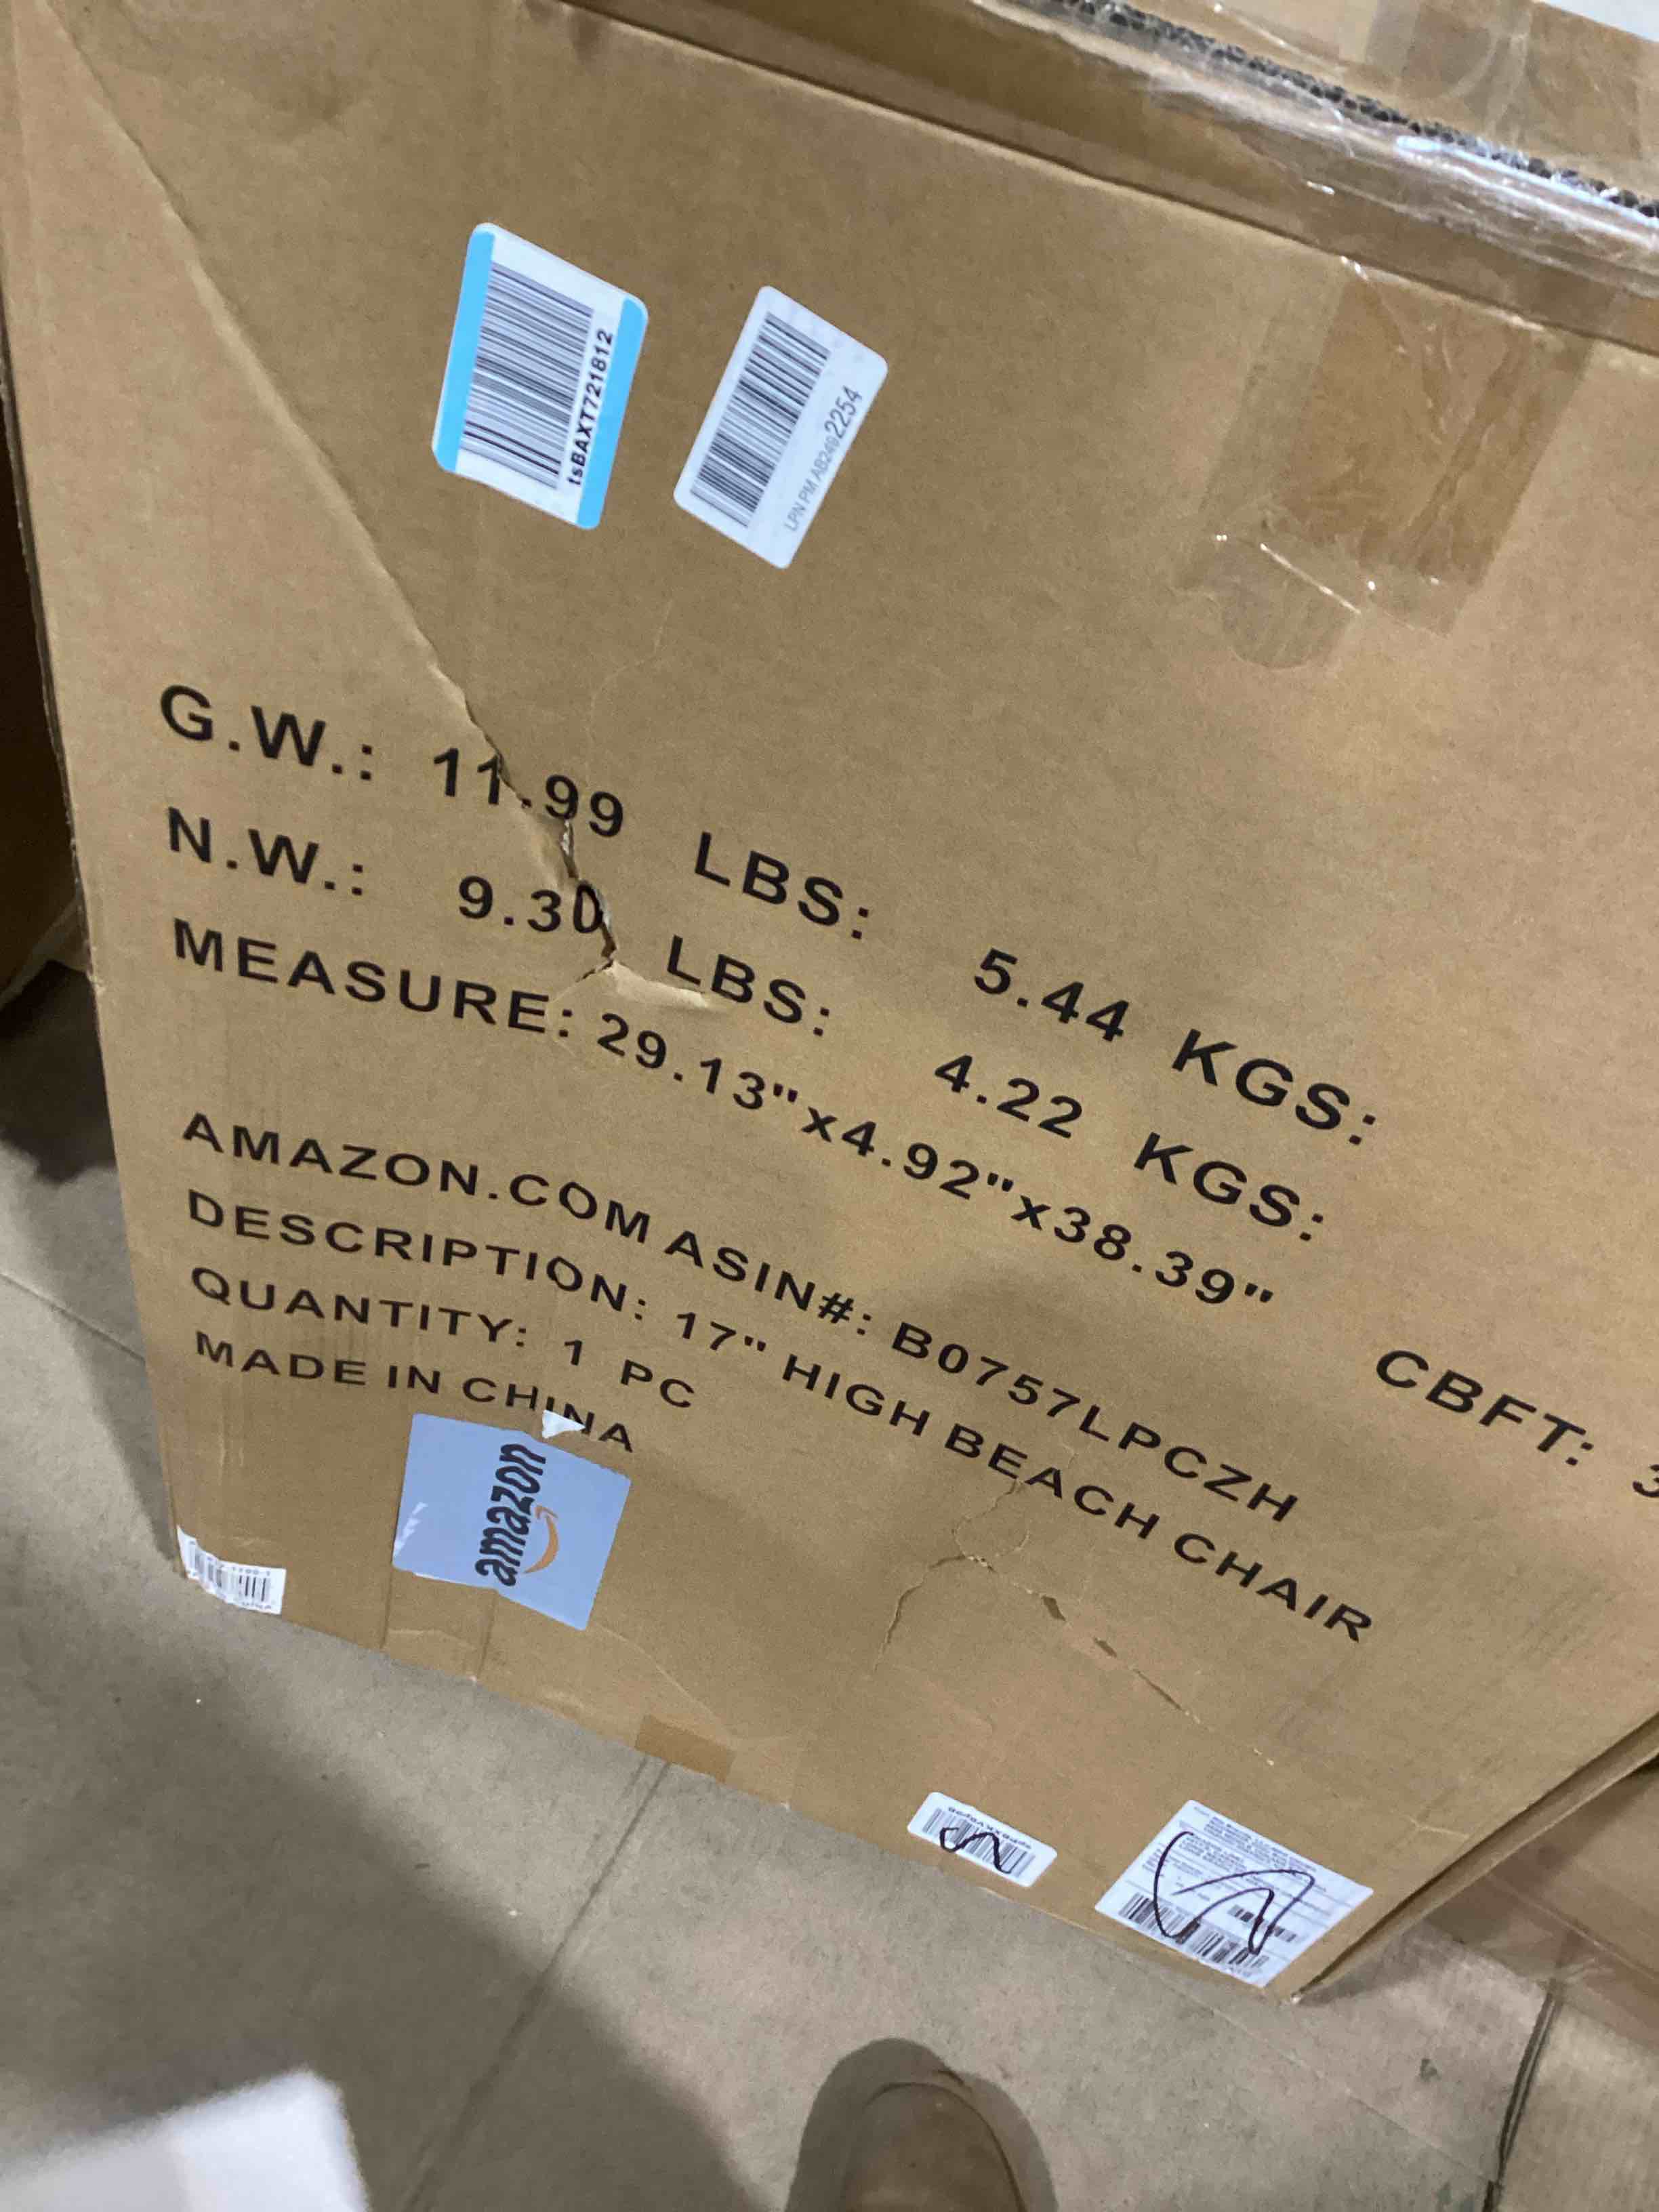 tsBAXT721812
LPN PM AB2492254
G.W.: 11.99 LBS: 5.44 KGS:
N.W.: 9.30 LBS: 4.22 KGS:
MEASURE: 29.13"x4.92"x38.39" CBFT: 3
AMAZON.COM ASIN#: B0757LPCZH
DESCRIPTION: 17" HIGH BEACH CHAIR
QUANTITY: 1 PC
MADE IN CHINA
amazon